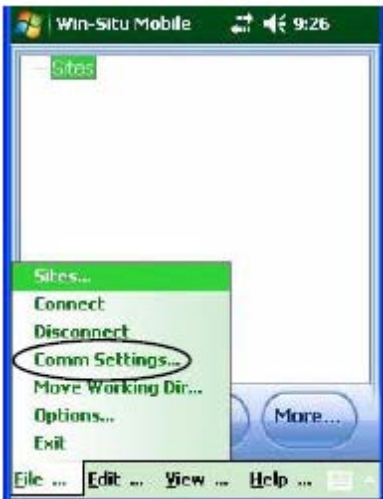 Win-Situ Mobile 9:26
Sites
Sites...
Connect
Disconnect
Comm Settings...
Move Working Dir...
Options...
Exit
More...
File ... Edit ... View ... Help ...